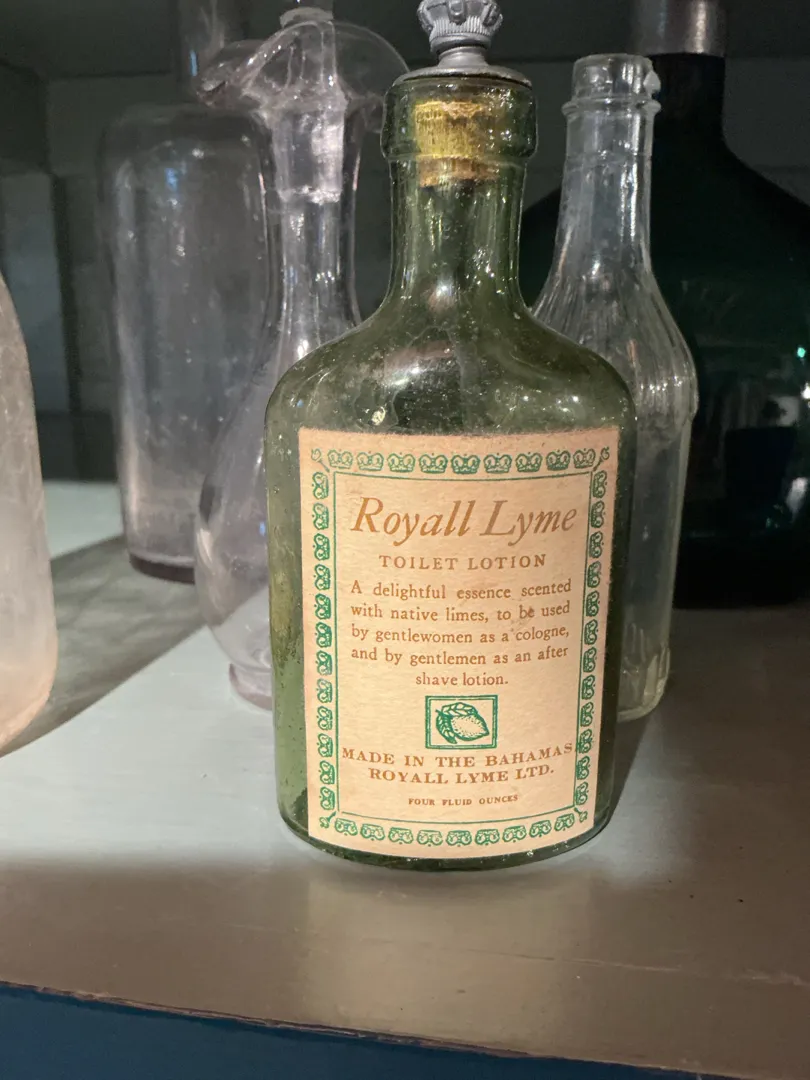 Royall Lyme
TOILET LOTION
A delightful essence scented
with native limes, to be used
by gentlewomen as a cologne,
and by gentlemen as an after
shave lotion.
MADE IN THE BAHAMAS
ROYALL LYME LTD.
FOUR FLUID OUNCES